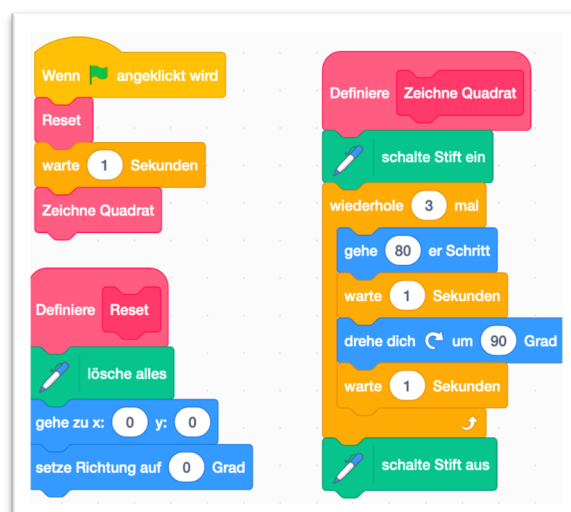 Wenn angeklickt wird
Reset
warte 1 Sekunden
Zeichne Quadrat
Definiere Reset
lösche alles
gehe zu x: 0 y: 0
setze Richtung auf 0 Grad
Definiere Zeichne Quadrat
schalte Stift ein
wiederhole 3 mal
gehe 80 er Schritt
warte 1 Sekunden
drehe dich um 90 Grad
warte 1 Sekunden
schalte Stift aus